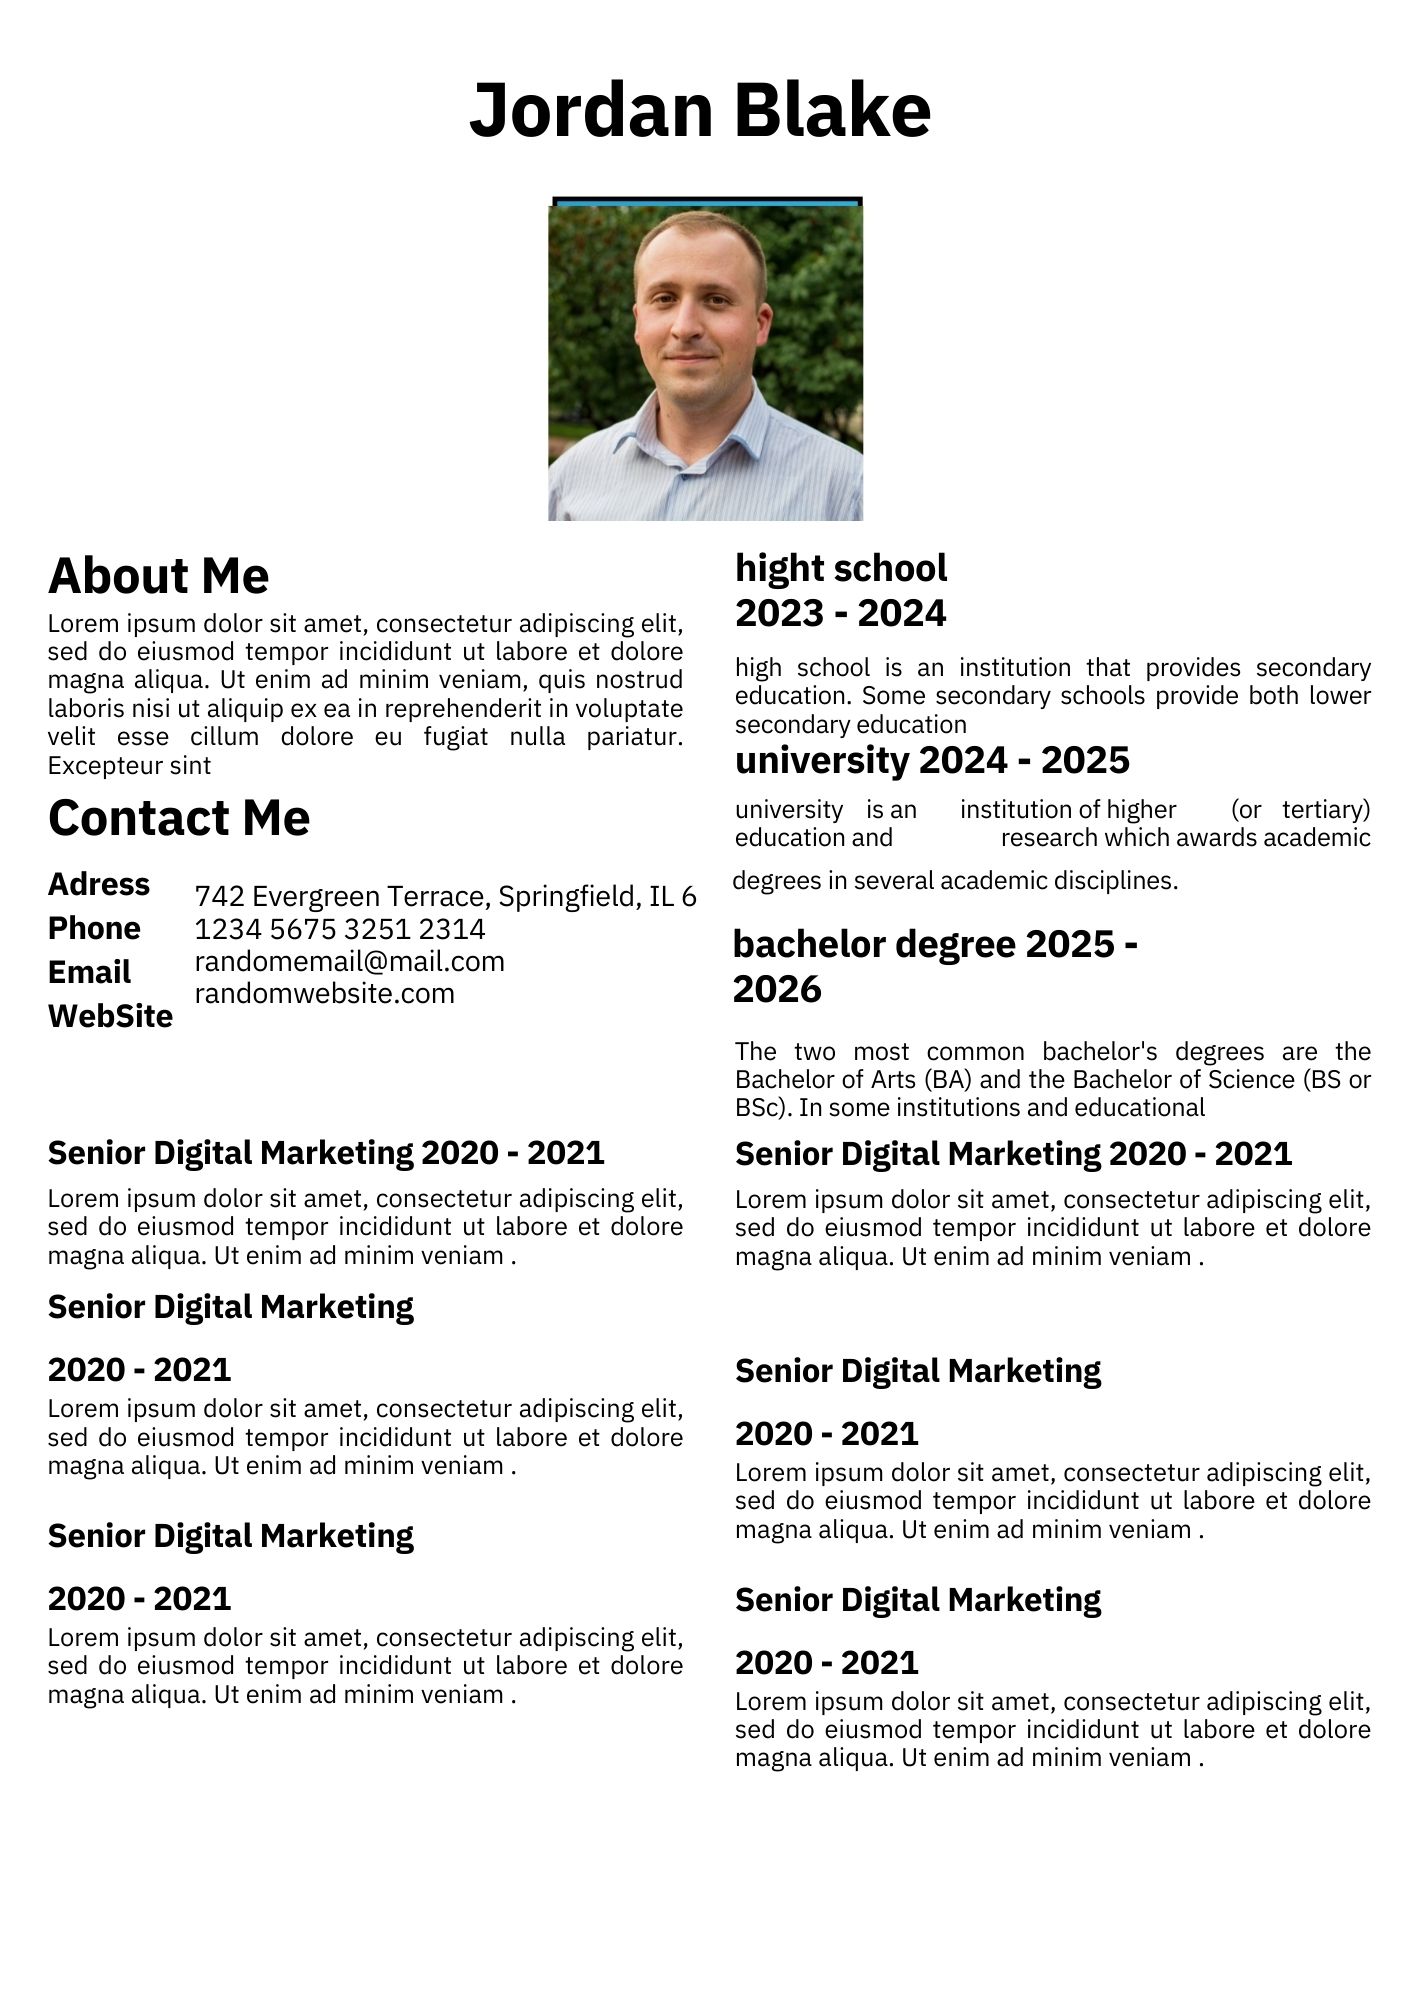 Jordan Blake
About Me
Lorem ipsum dolor sit amet, consectetur adipiscing elit,
sed do eiusmod tempor incididunt ut labore et dolore
magna aliqua. Ut enim ad minim veniam, quis nostrud
laboris nisi ut aliquip ex ea in reprehenderit in voluptate
velit esse cillum dolore eu fugiat nulla pariatur.
Excepteur sint
Contact Me
Adress
Phone
Email
WebSite
742 Evergreen Terrace, Springfield, IL 6
1234 5675 3251 2314
randomemail@mail.com
randomwebsite.com
hight school
2023 - 2024
high school is an institution that provides secondary
education. Some secondary schools provide both lower
secondary education
university 2024 - 2025
university is an institution of higher (or tertiary)
education and research which awards academic
degrees in several academic disciplines.
bachelor degree 2025 -
2026
The two most common bachelor's degrees are the
Bachelor of Arts (BA) and the Bachelor of Science (BS or
BSc). In some institutions and educational
Senior Digital Marketing 2020 - 2021
Lorem ipsum dolor sit amet, consectetur adipiscing elit,
sed do eiusmod tempor incididunt ut labore et dolore
magna aliqua. Ut enim ad minim veniam .
Senior Digital Marketing
2020 - 2021
Lorem ipsum dolor sit amet, consectetur adipiscing elit,
sed do eiusmod tempor incididunt ut labore et dolore
magna aliqua. Ut enim ad minim veniam .
Senior Digital Marketing
2020 - 2021
Lorem ipsum dolor sit amet, consectetur adipiscing elit,
sed do eiusmod tempor incididunt ut labore et dolore
magna aliqua. Ut enim ad minim veniam .
Senior Digital Marketing 2020 - 2021
Lorem ipsum dolor sit amet, consectetur adipiscing elit,
sed do eiusmod tempor incididunt ut labore et dolore
magna aliqua. Ut enim ad minim veniam .
Senior Digital Marketing
2020 - 2021
Lorem ipsum dolor sit amet, consectetur adipiscing elit,
sed do eiusmod tempor incididunt ut labore et dolore
magna aliqua. Ut enim ad minim veniam .
Senior Digital Marketing
2020 - 2021
Lorem ipsum dolor sit amet, consectetur adipiscing elit,
sed do eiusmod tempor incididunt ut labore et dolore
magna aliqua. Ut enim ad minim veniam .